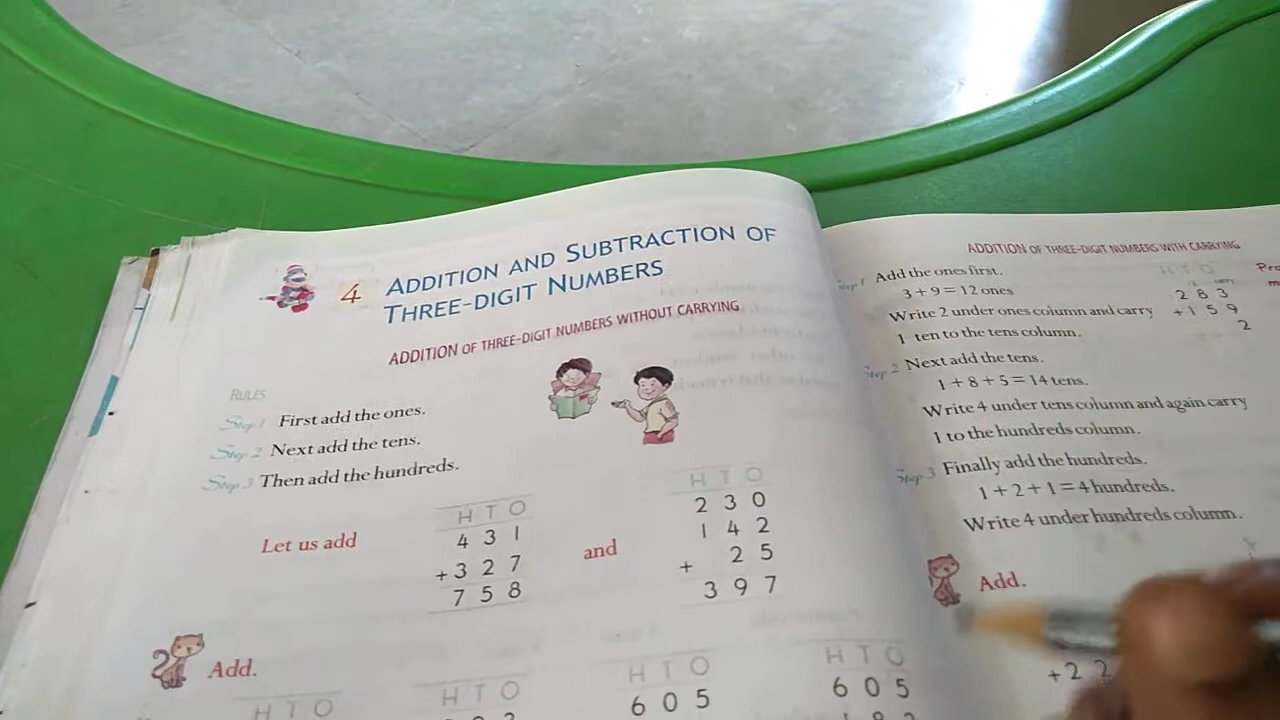 4 ADDITION AND SUBTRACTION OF
THREE-DIGIT NUMBERS
ADDITION OF THREE-DIGIT NUMBERS WITHOUT CARRYING
RULES
Step 1 First add the ones.
Step 2 Next add the tens.
Step 3 Then add the hundreds.
Let us add
H T O
4 3 1
+ 3 2 7
7 5 8
and
H T O
2 3 0
1 4 2
+ 2 5
3 9 7
Add.
H T O
H T O
H T O
6 0 5
H T O
6 0 5
ADDITION OF THREE-DIGIT NUMBERS WITH CARRYING
Step 1 Add the ones first.
3 + 9 = 12 ones
Write 2 under ones column and carry
1 ten to the tens column.
H T O
2 8 3
+ 1 5 9
2
Step 2 Next add the tens.
1 + 8 + 5 = 14 tens.
Write 4 under tens column and again carry
1 to the hundreds column.
Step 3 Finally add the hundreds.
1 + 2 + 1 = 4 hundreds.
Write 4 under hundreds column.
Add.
+ 2 2